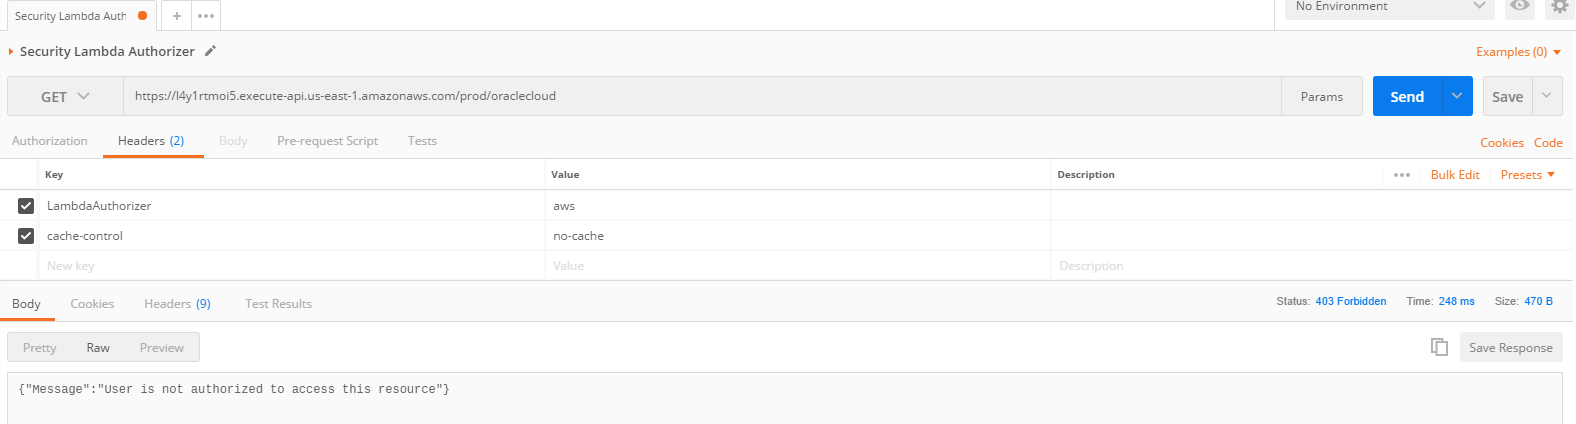 Security Lambda Auth + ••• No Environment
Security Lambda Authorizer Examples (0)
GET https://l4y1rtmoi5.execute-api.us-east-1.amazonaws.com/prod/oraclecloud Params Send Save
Authorization Headers (2) Body Pre-request Script Tests Cookies Code
Key Value Description ••• Bulk Edit Presets
LambdaAuthorizer aws
cache-control no-cache
New key Value Description
Body Cookies Headers (9) Test Results Status: 403 Forbidden Time: 248 ms Size: 470 B
Pretty Raw Preview Save Response
{"Message":"User is not authorized to access this resource"}